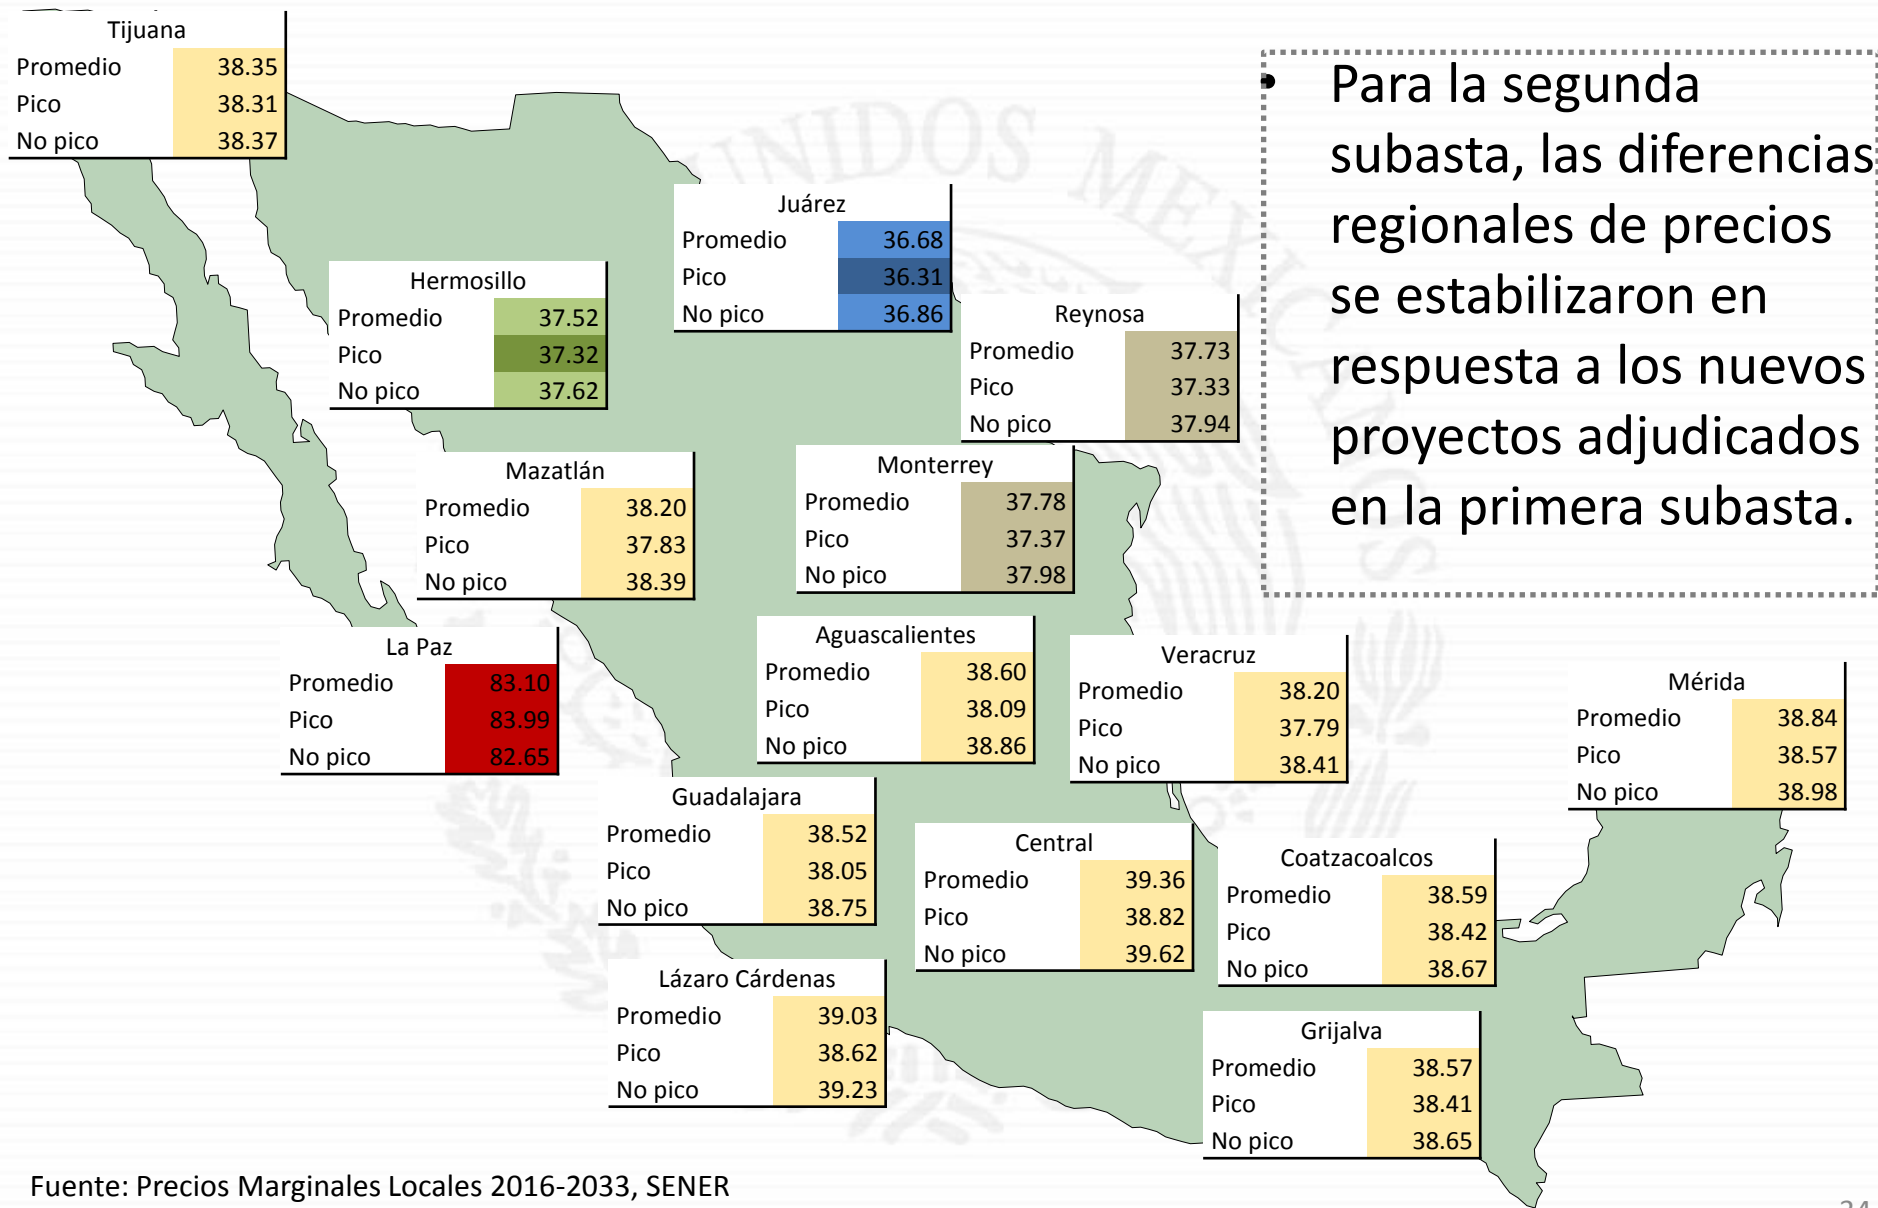 Tijuana
Promedio 38.35
Pico 38.31
No pico 38.37
Juárez
Promedio 36.68
Pico 36.31
No pico 36.86
Hermosillo
Promedio 37.52
Pico 37.32
No pico 37.62
Reynosa
Promedio 37.73
Pico 37.33
No pico 37.94
Mazatlán
Promedio 38.20
Pico 37.83
No pico 38.39
Monterrey
Promedio 37.78
Pico 37.37
No pico 37.98
La Paz
Promedio 83.10
Pico 83.99
No pico 82.65
Aguascalientes
Promedio 38.60
Pico 38.09
No pico 38.86
Veracruz
Promedio 38.20
Pico 37.79
No pico 38.41
Mérida
Promedio 38.84
Pico 38.57
No pico 38.98
Guadalajara
Promedio 38.52
Pico 38.05
No pico 38.75
Central
Promedio 39.36
Pico 38.82
No pico 39.62
Coatzacoalcos
Promedio 38.59
Pico 38.42
No pico 38.67
Lázaro Cárdenas
Promedio 39.03
Pico 38.62
No pico 39.23
Grijalva
Promedio 38.57
Pico 38.41
No pico 38.65
• Para la segunda
subasta, las diferencias
regionales de precios
se estabilizaron en
respuesta a los nuevos
proyectos adjudicados
en la primera subasta.
UNIDOS MEXICANOS
Fuente: Precios Marginales Locales 2016-2033, SENER